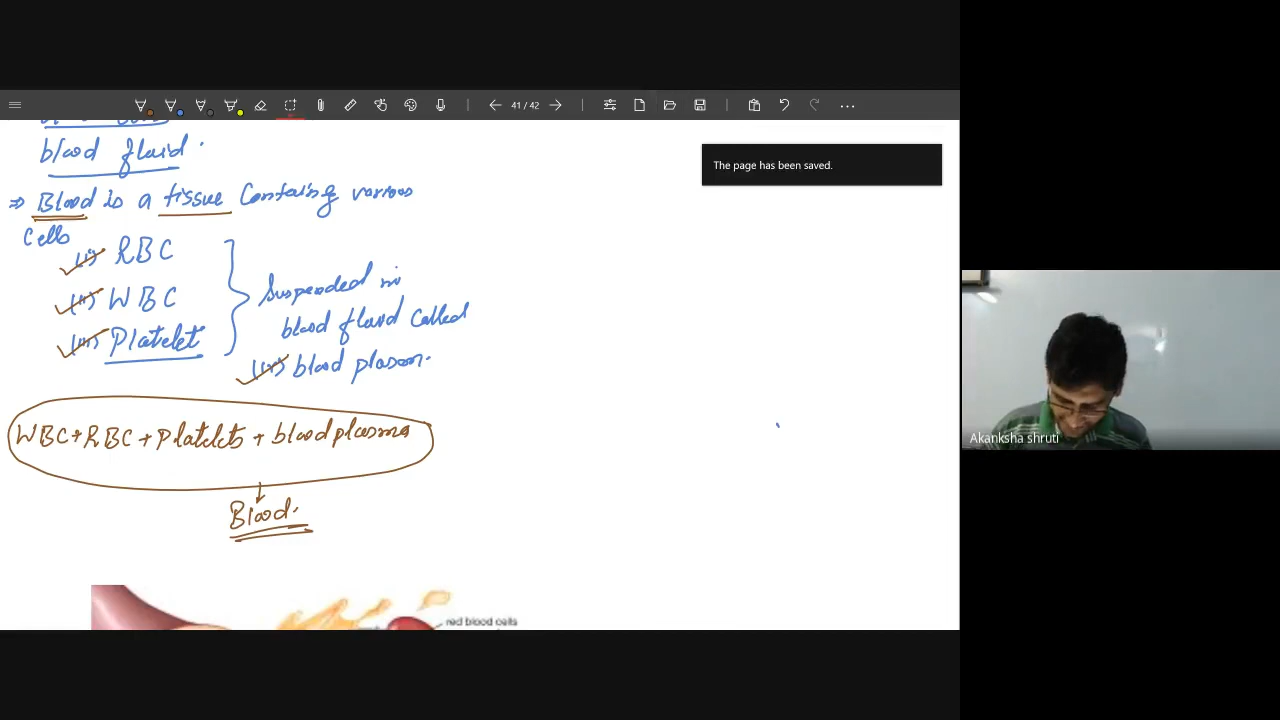 41 / 42
The page has been saved.
blood fluid.
⇒ Blood is a tissue containing various
cells
(i) RBC
(ii) WBC
(iii) Platelet
Suspended in
blood fluid called
(iv) blood plasma.
WBC + RBC + Platelets + blood plasma
↓
Blood.
red blood cells
Akanksha shruti